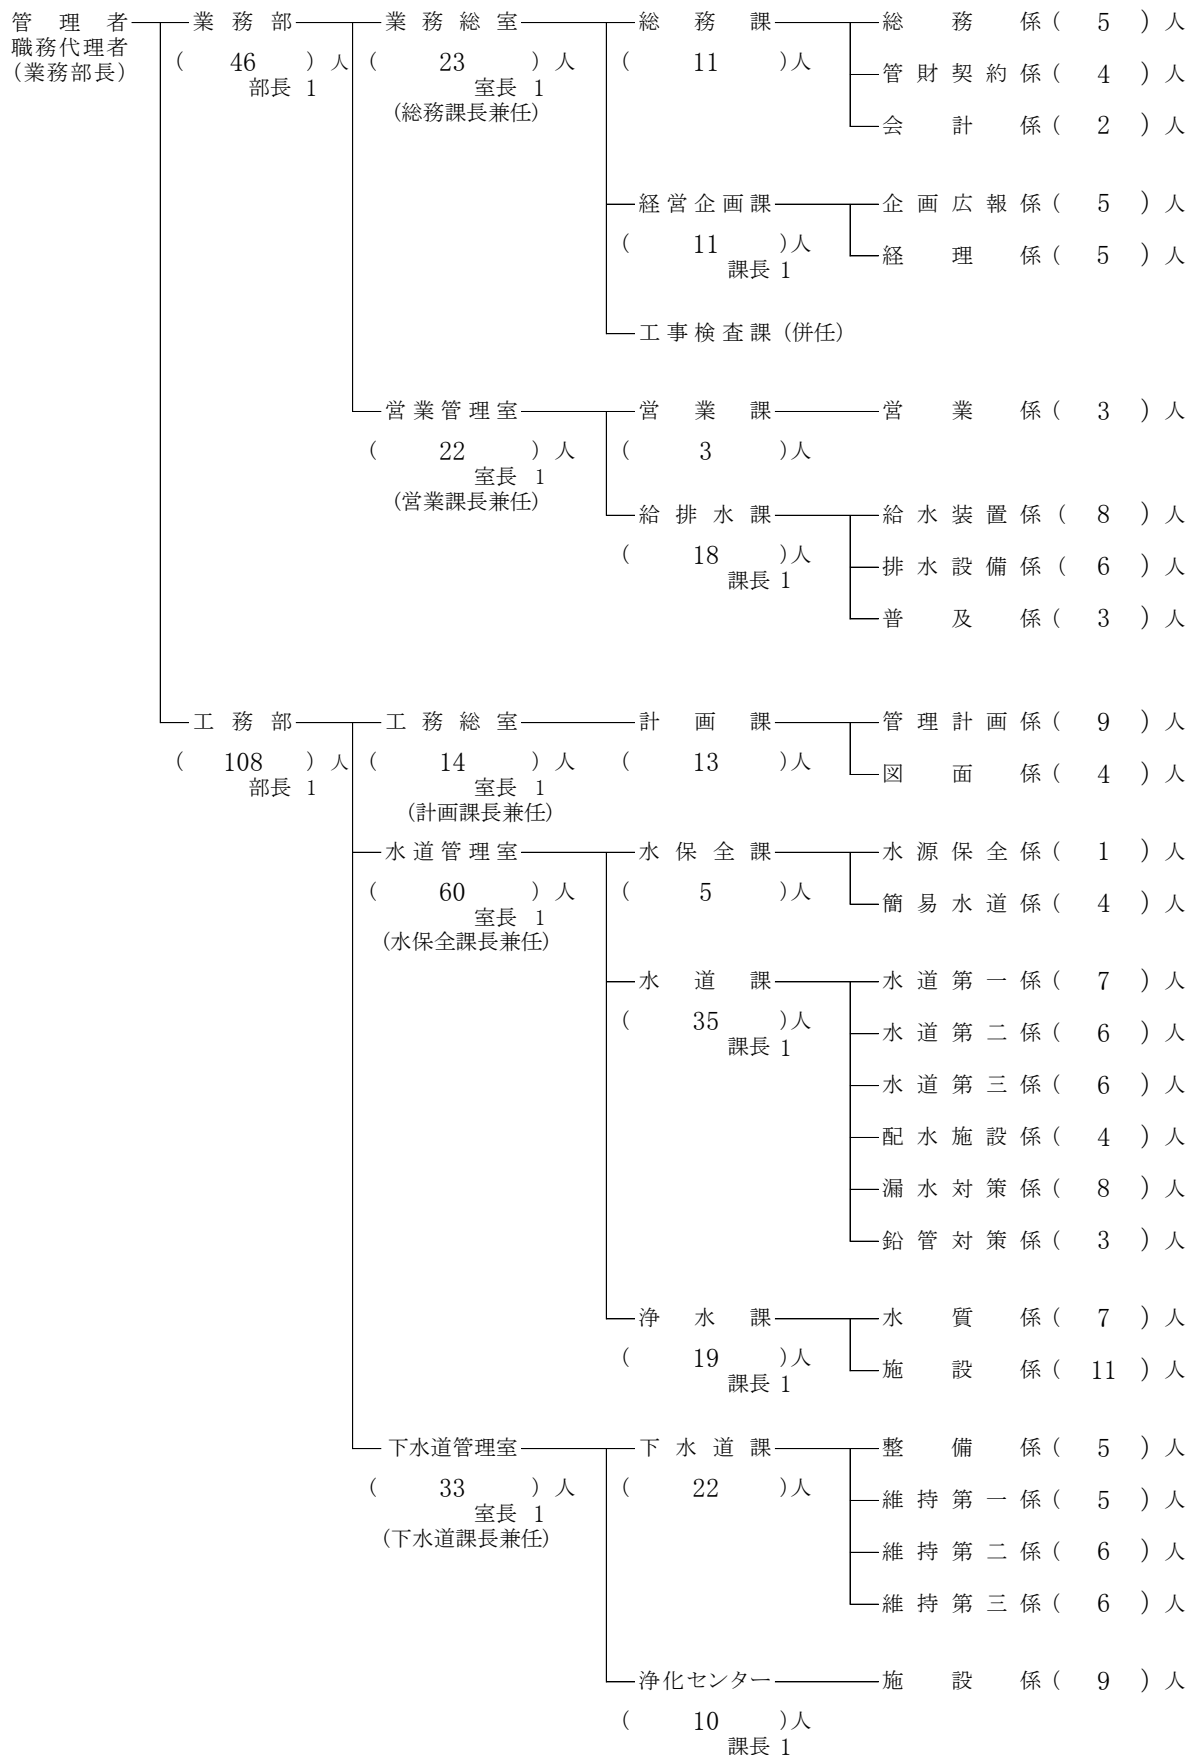 管理者 業務部 業務総室 総務課 総務係( 5 )人
職務代理者
(業務部長) ( 46 )人 ( 23 )人 ( 11 )人 管財契約係( 4 )人
部長 1 室長 1
(総務課長兼任)
会計係( 2 )人
経営企画課 企画広報係( 5 )人
( 11 )人 経理係( 5 )人
課長 1
工事検査課(併任)
営業管理室 営業課 営業係( 3 )人
( 22 )人 ( 3 )人
室長 1
(営業課長兼任)
給排水課 給水装置係( 8 )人
( 18 )人 排水設備係( 6 )人
課長 1
普及係( 3 )人
工務部 工務総室 計画課 管理計画係( 9 )人
( 108 )人 ( 14 )人 ( 13 )人 図面係( 4 )人
部長 1 室長 1
(計画課長兼任)
水道管理室 水保全課 水源保全係( 1 )人
( 60 )人 ( 5 )人 簡易水道係( 4 )人
室長 1
(水保全課長兼任)
水道課 水道第一係( 7 )人
( 35 )人 水道第二係( 6 )人
課長 1
水道第三係( 6 )人
配水施設係( 4 )人
漏水対策係( 8 )人
鉛管対策係( 3 )人
浄水課 水質係( 7 )人
( 19 )人 施設係( 11 )人
課長 1
下水道管理室 下水道課 整備係( 5 )人
( 33 )人 ( 22 )人 維持第一係( 5 )人
室長 1
(下水道課長兼任)
維持第二係( 6 )人
維持第三係( 6 )人
浄化センター 施設係( 9 )人
( 10 )人
課長 1